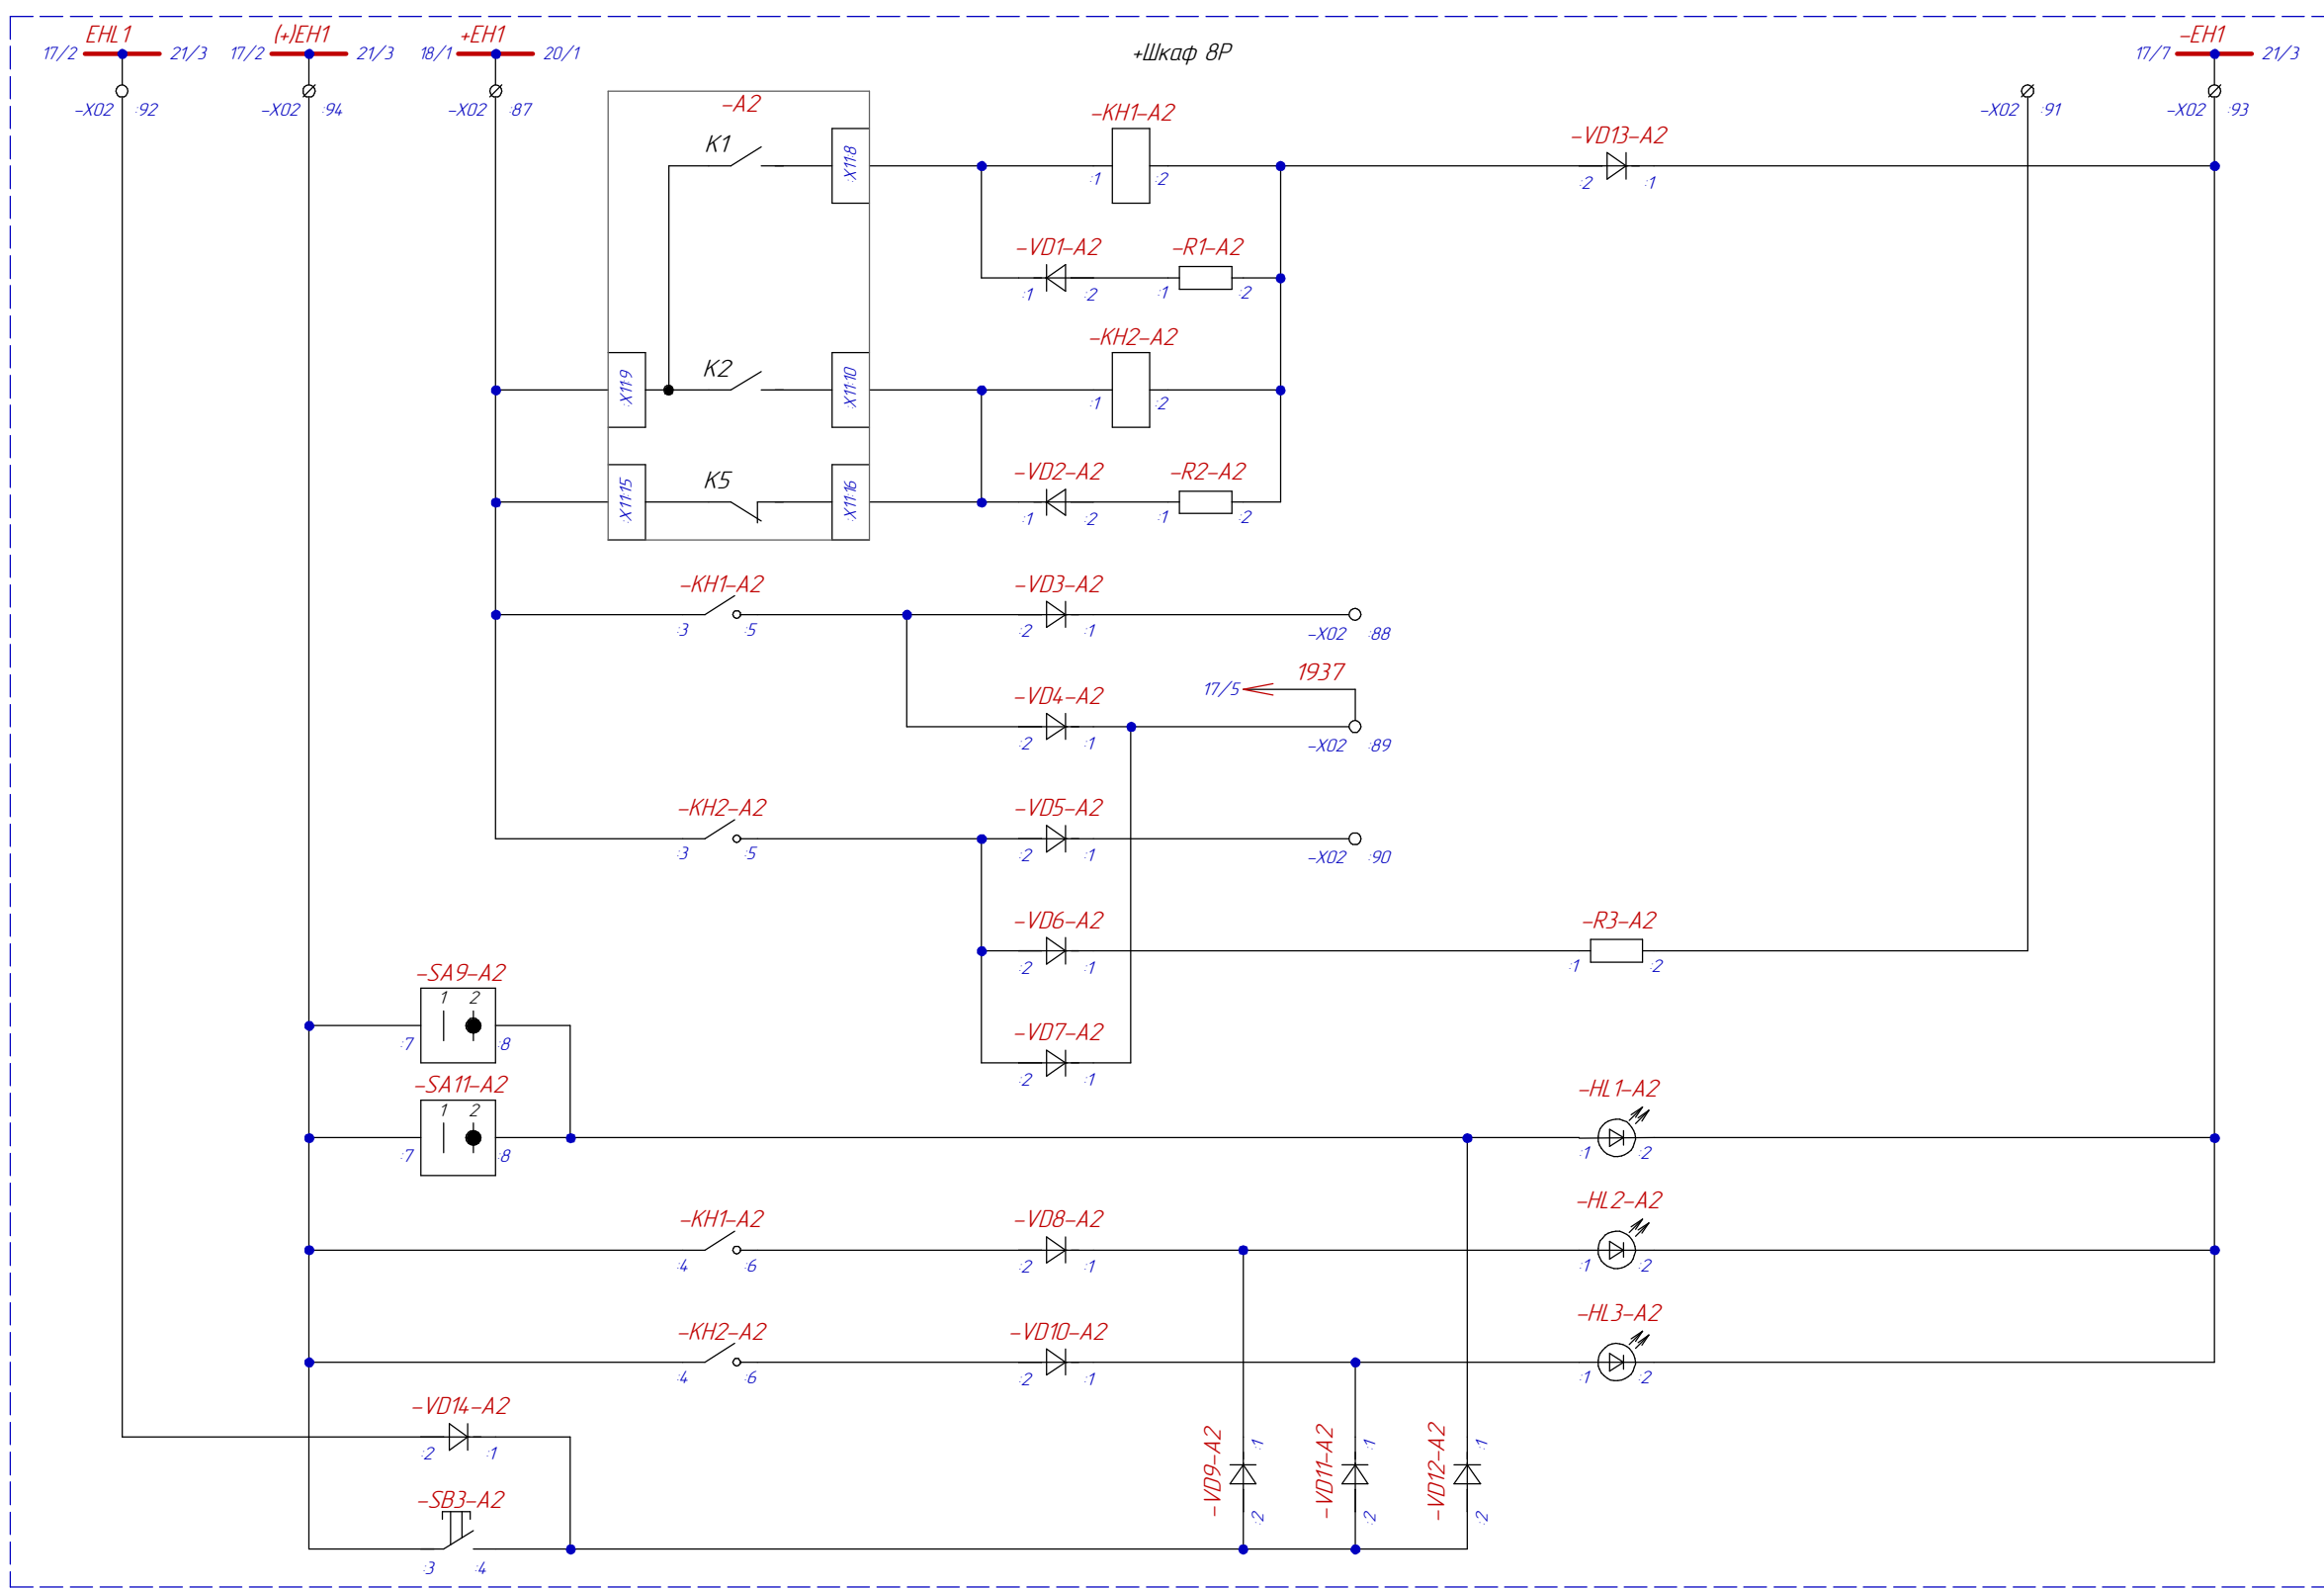 EHL1
17/2
21/3
-X02 :92
(+)EH1
17/2
21/3
-X02 :94
+EH1
18/1
20/1
-X02 :87
+Шкаф 8Р
-EH1
17/7
21/3
-X02 :91
-X02 :93
-A2
K1
:X11:8
-KH1-A2
:1 :2
-VD13-A2
:2 :1
-VD1-A2
:1 :2
-R1-A2
:1 :2
:X11:9
K2
:X11:10
-KH2-A2
:1 :2
:X11:15
K5
:X11:16
-VD2-A2
:1 :2
-R2-A2
:1 :2
-KH1-A2
:3 :5
-VD3-A2
:2 :1
-X02 :88
1937
17/5
-VD4-A2
:2 :1
-X02 :89
-KH2-A2
:3 :5
-VD5-A2
:2 :1
-X02 :90
-VD6-A2
:2 :1
-R3-A2
:1 :2
-SA9-A2
1 2
:7 :8
-VD7-A2
:2 :1
-SA11-A2
1 2
:7 :8
-HL1-A2
:1 :2
-KH1-A2
:4 :6
-VD8-A2
:2 :1
-HL2-A2
:1 :2
-KH2-A2
:4 :6
-VD10-A2
:2 :1
-HL3-A2
:1 :2
-VD14-A2
:2 :1
-VD9-A2
:1
:2
-VD11-A2
:1
:2
-VD12-A2
:1
:2
-SB3-A2
:3 :4